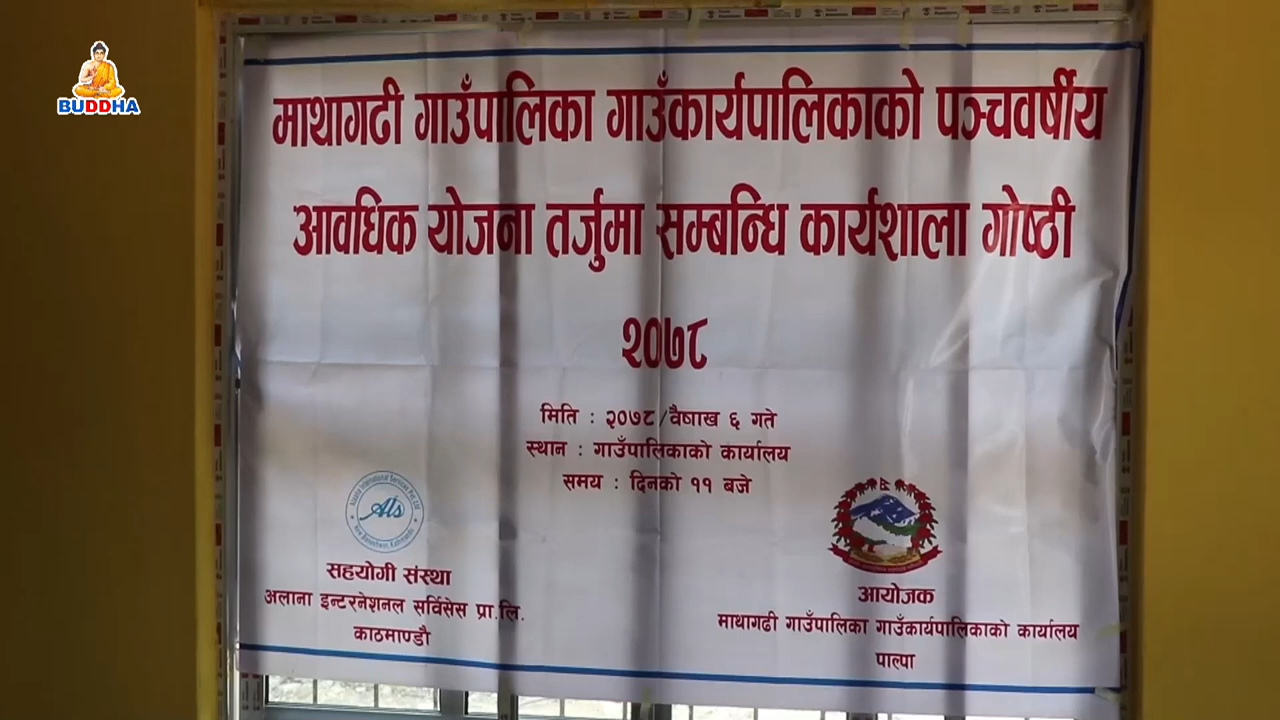 BUDDHA
माथागढी गाउँपालिका गाउँकार्यपालिकाको पञ्चवर्षीय
आवधिक योजना तर्जुमा सम्बन्धि कार्यशाला गोष्ठी
२०७८
मिति : २०७८/वैषाख ६ गते
स्थान : गाउँपालिकाको कार्यालय
समय : दिनको ११ बजे
Als
सहयोगी संस्था
अलाना इन्टरनेशनल सर्विसेस प्रा.लि.
काठमाण्डौ
आयोजक
माथागढी गाउँपालिका गाउँकार्यपालिकाको कार्यालय
पाल्पा